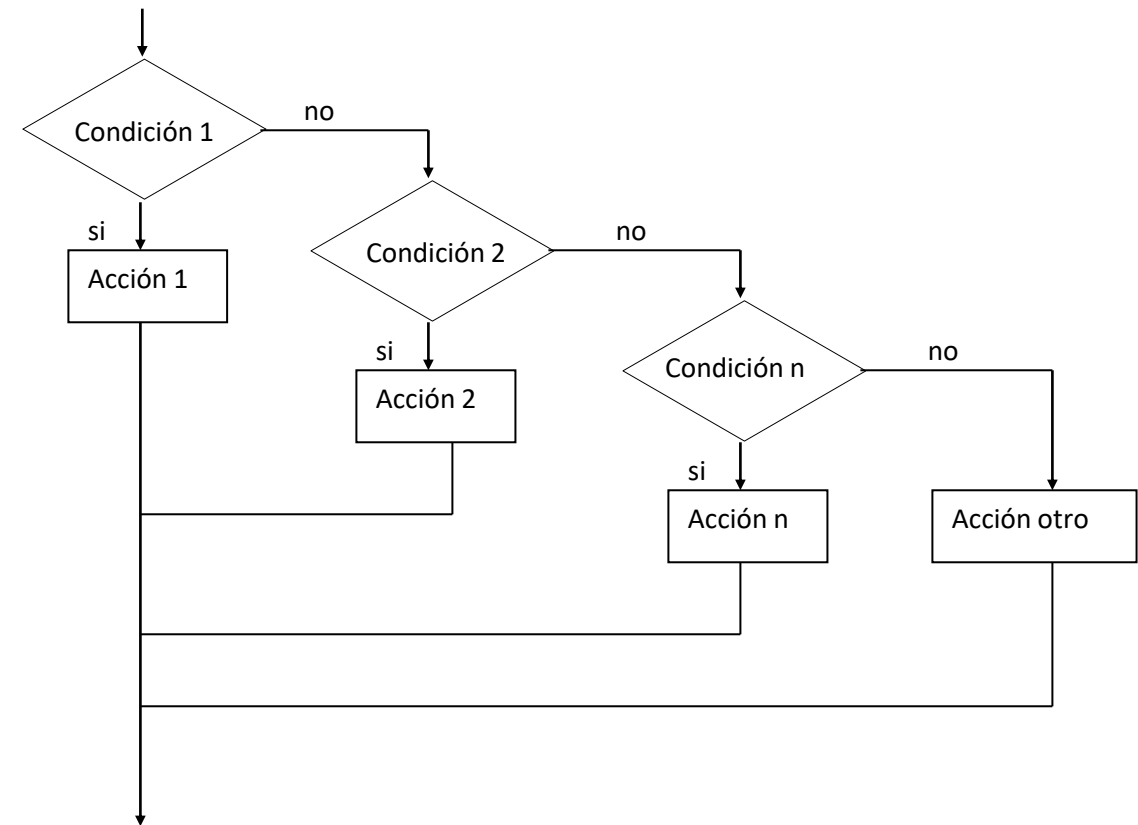 Condición 1
no
si
Acción 1
Condición 2
no
si
Acción 2
Condición n
no
si
Acción n
Acción otro